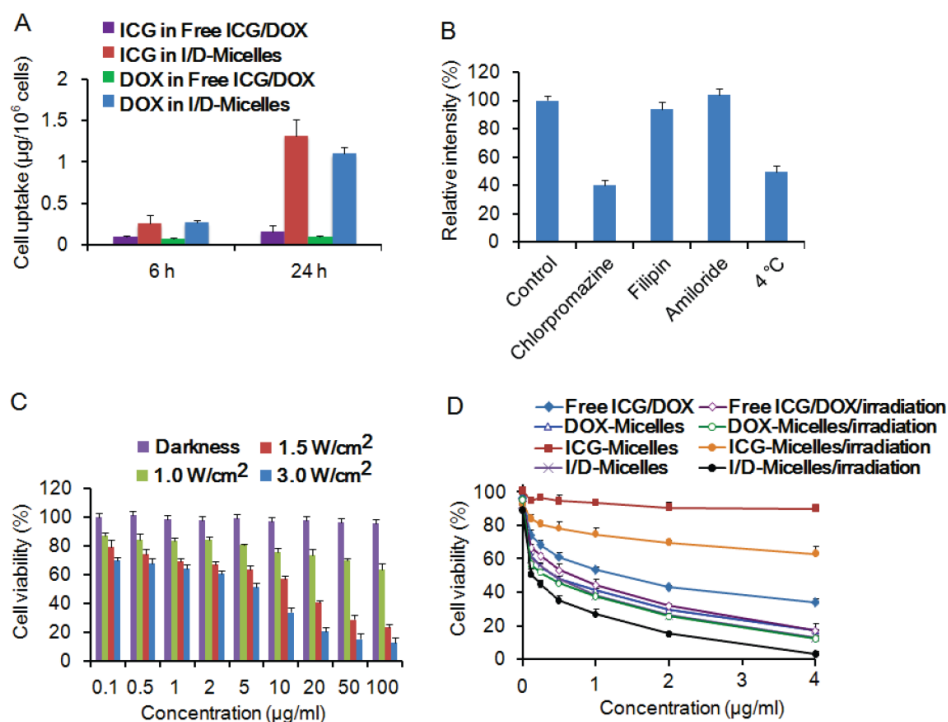 A
ICG in Free ICG/DOX
ICG in I/D-Micelles
DOX in Free ICG/DOX
DOX in I/D-Micelles
Cell uptake (µg/10⁶ cells)
2
1.5
1
0.5
0
6 h
24 h
B
Relative intensity (%)
120
100
80
60
40
20
0
Control
Chlorpromazine
Filipin
Amiloride
4 °C
C
Darkness
1.5 W/cm²
1.0 W/cm²
3.0 W/cm²
Cell viability (%)
120
100
80
60
40
20
0
0.1 0.5 1 2 5 10 20 50 100
Concentration (µg/ml)
D
Free ICG/DOX
Free ICG/DOX/irradiation
DOX-Micelles
DOX-Micelles/irradiation
ICG-Micelles
ICG-Micelles/irradiation
I/D-Micelles
I/D-Micelles/irradiation
Cell viability (%)
100
80
60
40
20
0
0 1 2 3 4
Concentration (µg/ml)